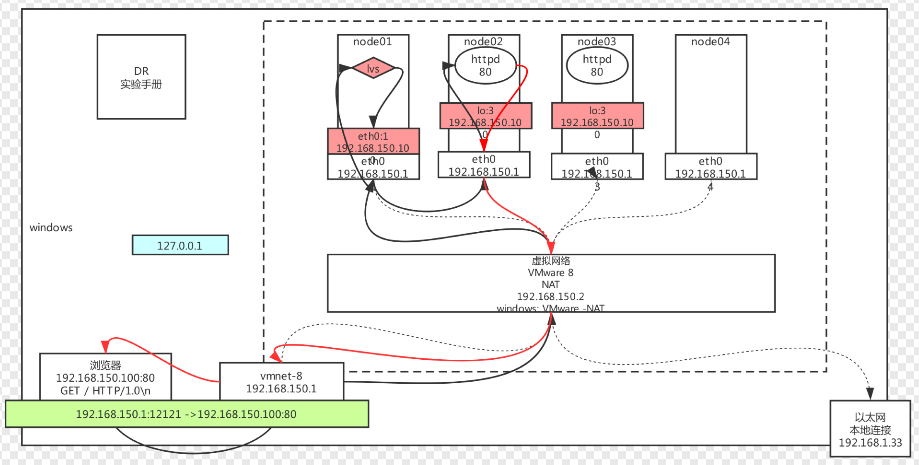 DR
实验手册
windows
127.0.0.1
node01
lvs
eth0:1
192.168.150.10
eth0
192.168.150.1
node02
httpd
80
lo:3
192.168.150.10
0
eth0
192.168.150.1
node03
httpd
80
lo:3
192.168.150.10
0
eth0
192.168.150.1
3
node04
eth0
192.168.150.1
4
虚拟网络
VMware 8
NAT
192.168.150.2
windows: VMware -NAT
浏览器
192.168.150.100:80
GET / HTTP/1.0\n
vmnet-8
192.168.150.1
192.168.150.1:12121 ->192.168.150.100:80
以太网
本地连接
192.168.1.33